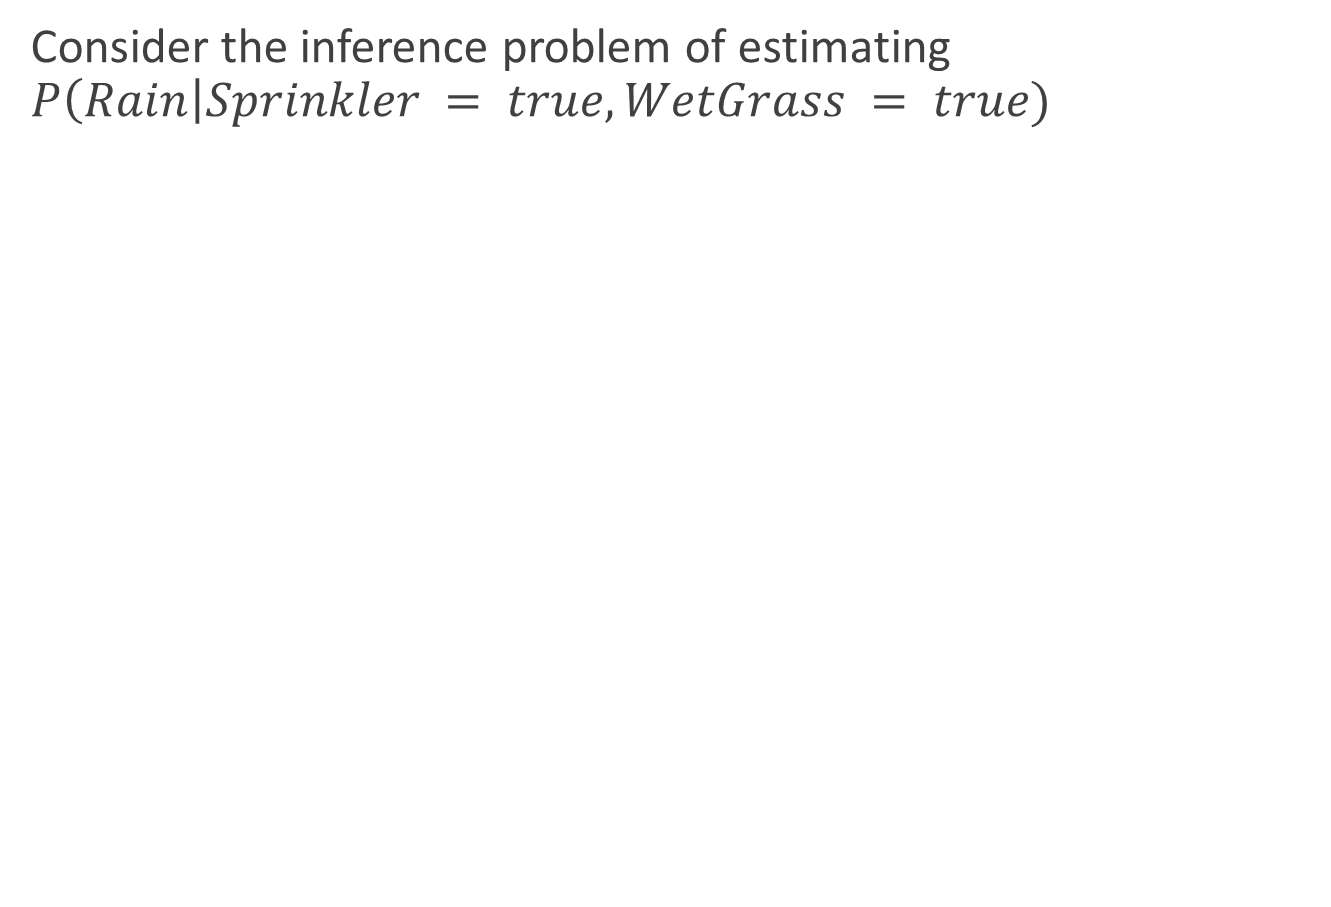 Consider the inference problem of estimating
P(Rain|Sprinkler = true, WetGrass = true)